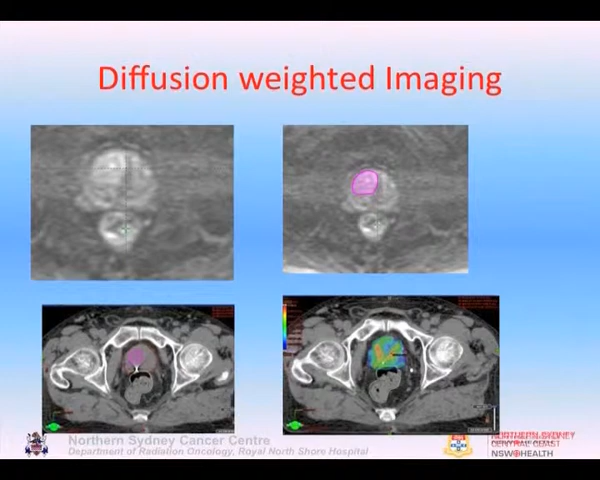 Diffusion weighted Imaging
Northern Sydney Cancer Centre
Department of Radiation Oncology, Royal North Shore Hospital
NORTHERN SYDNEY
CENTRAL COAST
NSW HEALTH